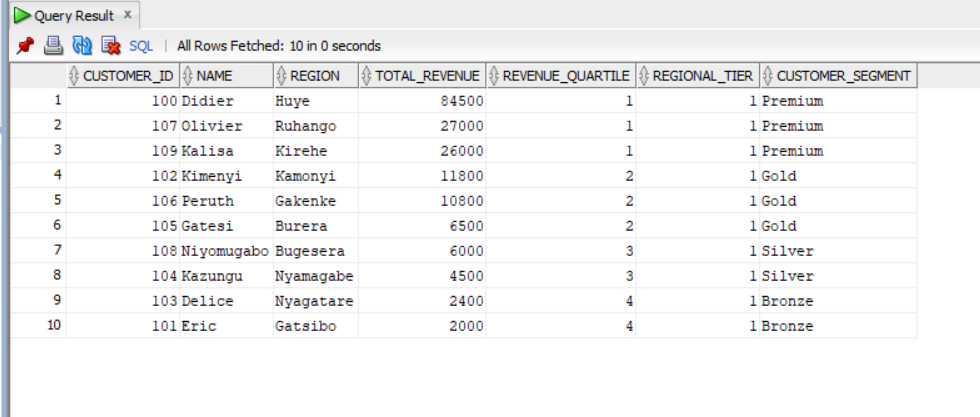 Query Result x
SQL | All Rows Fetched: 10 in 0 seconds
CUSTOMER_ID NAME REGION TOTAL_REVENUE REVENUE_QUARTILE REGIONAL_TIER CUSTOMER_SEGMENT
1 100 Didier Huye 84500 1 1 Premium
2 107 Olivier Ruhango 27000 1 1 Premium
3 109 Kalisa Kirehe 26000 1 1 Premium
4 102 Kimenyi Kamonyi 11800 2 1 Gold
5 106 Peruth Gakenke 10800 2 1 Gold
6 105 Gatesi Burera 6500 2 1 Gold
7 108 Niyomugabo Bugesera 6000 3 1 Silver
8 104 Kazungu Nyamagabe 4500 3 1 Silver
9 103 Delice Nyagatare 2400 4 1 Bronze
10 101 Eric Gatsibo 2000 4 1 Bronze